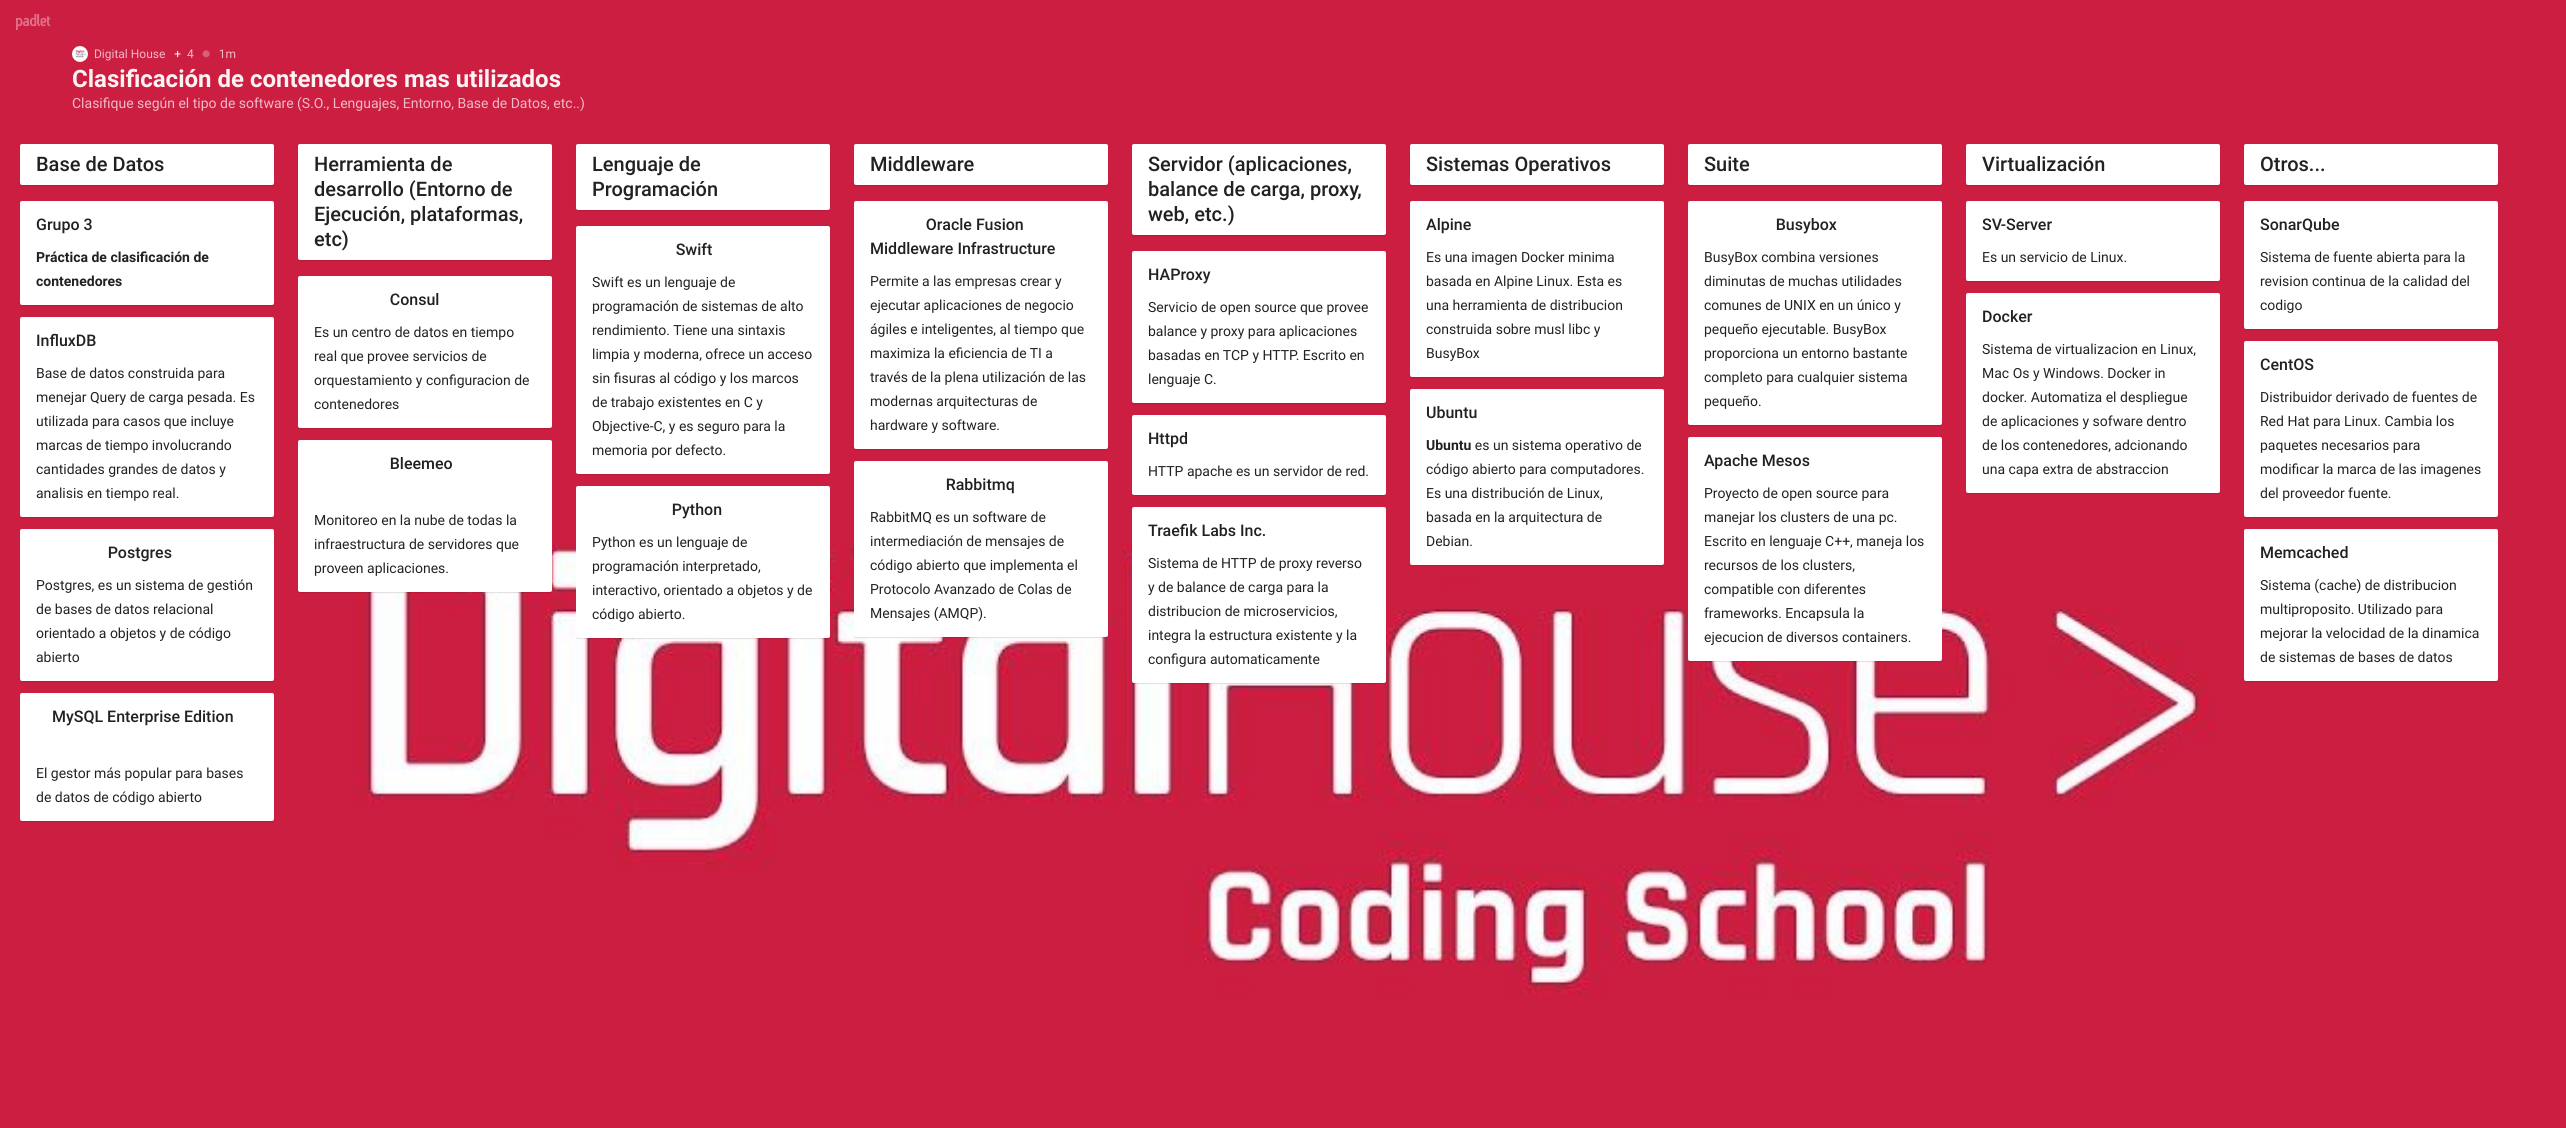 padlet
Digital House + 4 1m
Clasificación de contenedores mas utilizados
Clasifique según el tipo de software (S.O., Lenguajes, Entorno, Base de Datos, etc..)
Base de Datos
Grupo 3
Práctica de clasificación de
contenedores
InfluxDB
Base de datos construida para
menejar Query de carga pesada. Es
utilizada para casos que incluye
marcas de tiempo involucrando
cantidades grandes de datos y
analisis en tiempo real.
Postgres
Postgres, es un sistema de gestión
de bases de datos relacional
orientado a objetos y de código
abierto
MySQL Enterprise Edition
El gestor más popular para bases
de datos de código abierto
Herramienta de
desarrollo (Entorno de
Ejecución, plataformas,
etc)
Consul
Es un centro de datos en tiempo
real que provee servicios de
orquestamiento y configuracion de
contenedores
Bleemeo
Monitoreo en la nube de todas la
infraestructura de servidores que
proveen aplicaciones.
Lenguaje de
Programación
Swift
Swift es un lenguaje de
programación de sistemas de alto
rendimiento. Tiene una sintaxis
limpia y moderna, ofrece un acceso
sin fisuras al código y los marcos
de trabajo existentes en C y
Objective-C, y es seguro para la
memoria por defecto.
Python
Python es un lenguaje de
programación interpretado,
interactivo, orientado a objetos y de
código abierto.
Middleware
Oracle Fusion
Middleware Infrastructure
Permite a las empresas crear y
ejecutar aplicaciones de negocio
ágiles e inteligentes, al tiempo que
maximiza la eficiencia de TI a
través de la plena utilización de las
modernas arquitecturas de
hardware y software.
Rabbitmq
RabbitMQ es un software de
intermediación de mensajes de
código abierto que implementa el
Protocolo Avanzado de Colas de
Mensajes (AMQP).
Servidor (aplicaciones,
balance de carga, proxy,
web, etc.)
HAProxy
Servicio de open source que provee
balance y proxy para aplicaciones
basadas en TCP y HTTP. Escrito en
lenguaje C.
Httpd
HTTP apache es un servidor de red.
Traefik Labs Inc.
Sistema de HTTP de proxy reverso
y de balance de carga para la
distribucion de microservicios,
integra la estructura existente y la
configura automaticamente
Sistemas Operativos
Alpine
Es una imagen Docker minima
basada en Alpine Linux. Esta es
una herramienta de distribucion
construida sobre musl libc y
BusyBox
Ubuntu
Ubuntu es un sistema operativo de
código abierto para computadores.
Es una distribución de Linux,
basada en la arquitectura de
Debian.
Suite
Busybox
BusyBox combina versiones
diminutas de muchas utilidades
comunes de UNIX en un único y
pequeño ejecutable. BusyBox
proporciona un entorno bastante
completo para cualquier sistema
pequeño.
Apache Mesos
Proyecto de open source para
manejar los clusters de una pc.
Escrito en lenguaje C++, maneja los
recursos de los clusters,
compatible con diferentes
frameworks. Encapsula la
ejecucion de diversos containers.
Virtualización
SV-Server
Es un servicio de Linux.
Docker
Sistema de virtualizacion en Linux,
Mac Os y Windows. Docker in
docker. Automatiza el despliegue
de aplicaciones y sofware dentro
de los contenedores, adcionando
una capa extra de abstraccion
Otros...
SonarQube
Sistema de fuente abierta para la
revision continua de la calidad del
codigo
CentOS
Distribuidor derivado de fuentes de
Red Hat para Linux. Cambia los
paquetes necesarios para
modificar la marca de las imagenes
del proveedor fuente.
Memcached
Sistema (cache) de distribucion
multiproposito. Utilizado para
mejorar la velocidad de la dinamica
de sistemas de bases de datos
DigitalHouse >
Coding School